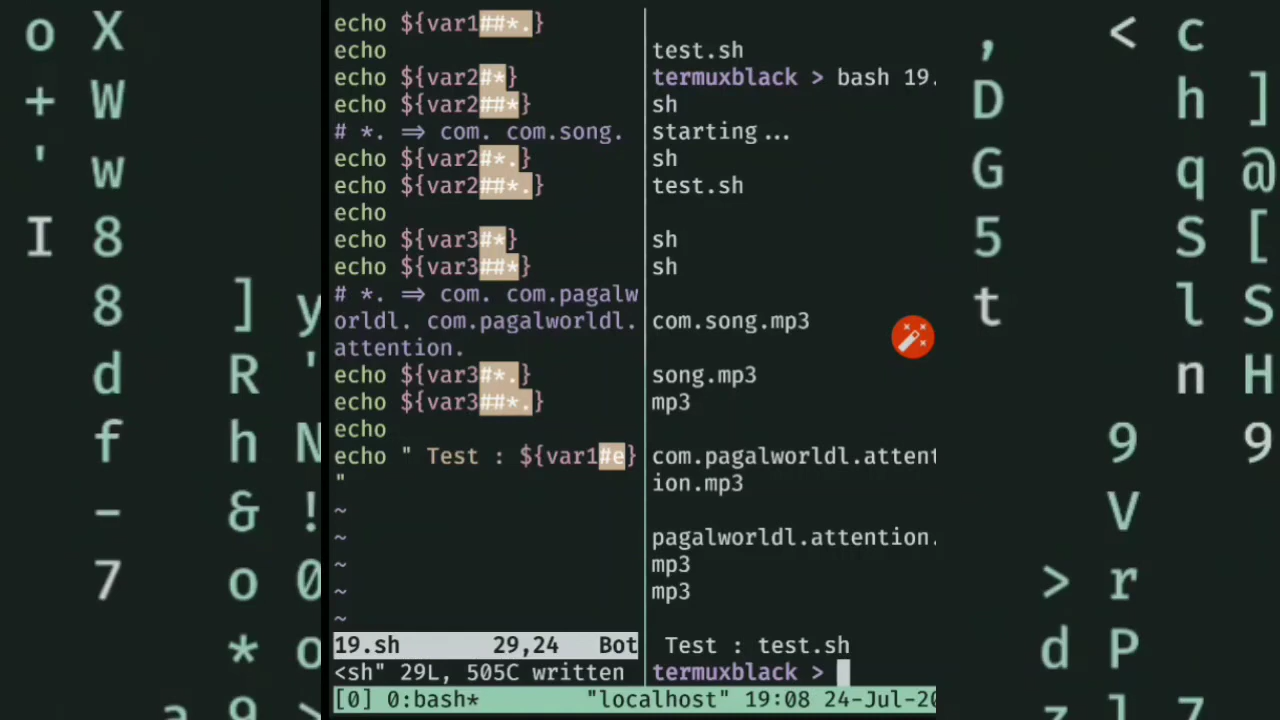 echo ${var1##*.}
echo
echo ${var2#*}
echo ${var2##*}
# *. => com. com.song.
echo ${var2#*.}
echo ${var2##*.}
echo
echo ${var3#*}
echo ${var3##*}
# *. => com. com.pagalw
orldl. com.pagalworldl.
attention.
echo ${var3#*.}
echo ${var3##*.}
echo
echo " Test : ${var1#e}
"
~
~
~
~
~
19.sh 29,24 Bot
<sh" 29L, 505C written
test.sh
termuxblack > bash 19.
sh
starting...
sh
test.sh
sh
sh
com.song.mp3
song.mp3
mp3
com.pagalworldl.attent
ion.mp3
pagalworldl.attention.
mp3
mp3
Test : test.sh
termuxblack >
[0] 0:bash* "localhost" 19:08 24-Jul-20